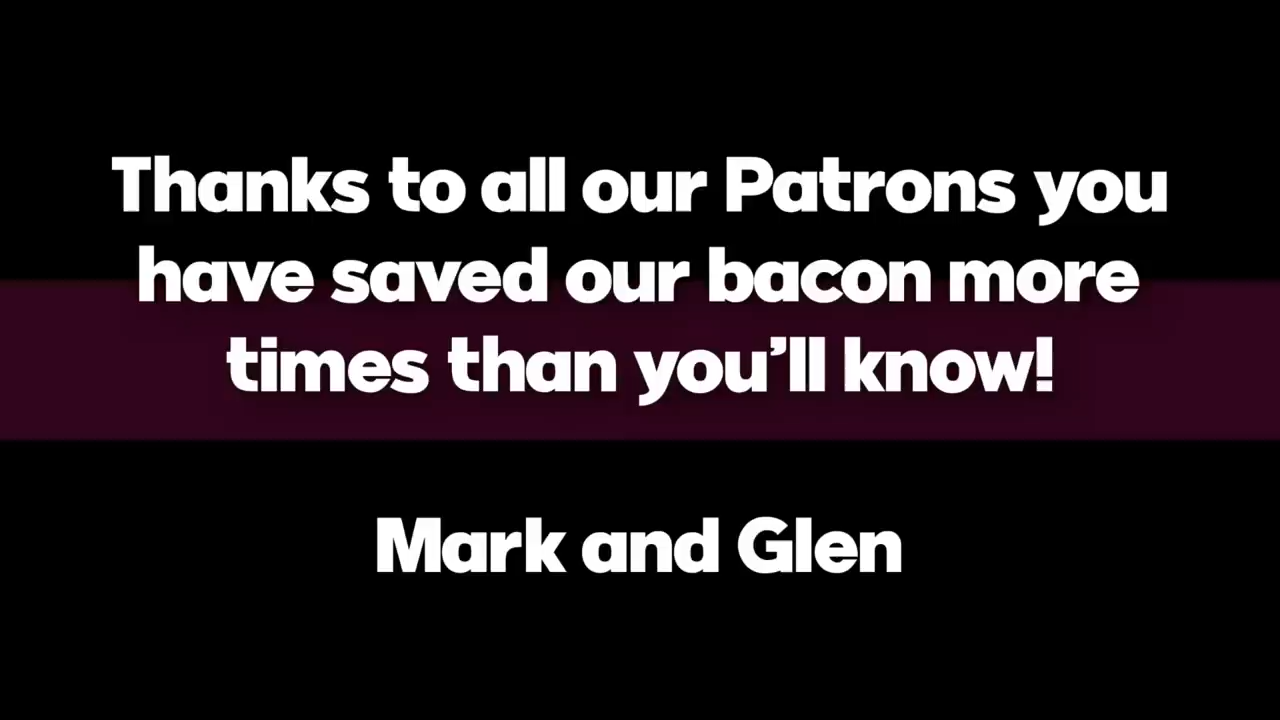 Thanks to all our Patrons you
have saved our bacon more
times than you’ll know!
Mark and Glen